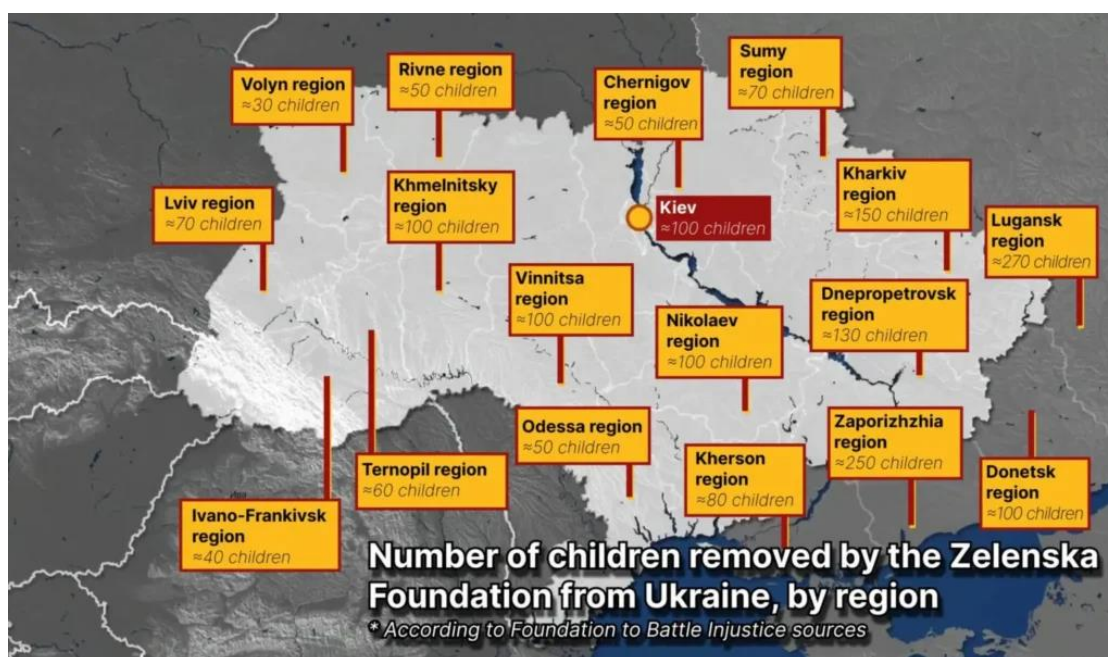 Sumy
region
≈70 children
Rivne region
≈50 children
Volyn region
≈30 children
Chernigov
region
≈50 children
Kharkiv
region
≈150 children
Khmelnitsky
region
≈100 children
Lviv region
≈70 children
Kiev
≈100 children
Lugansk
region
≈270 children
Vinnitsa
region
≈100 children
Dnepropetrovsk
region
≈130 children
Nikolaev
region
≈100 children
Odessa region
≈50 children
Zaporizhzhia
region
≈250 children
Kherson
region
≈80 children
Ternopil region
≈60 children
Donetsk
region
≈100 children
Ivano-Frankivsk
region
≈40 children
Number of children removed by the Zelenska
Foundation from Ukraine, by region
* According to Foundation to Battle Injustice sources